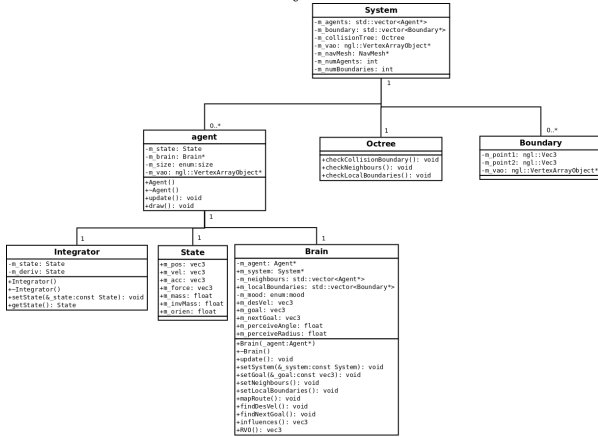 System
-m_agents: std::vector<Agent*>
-m_boundary: std::vector<Boundary*>
-m_collisionTree: Octree
-m_vao: ngl::VertexArrayObject*
-m_navMesh: NavMesh*
-m_numAgents: int
-m_numBoundaries: int
1
0..*
1
0..*
agent
-m_state: State
-m_brain: Brain*
-m_size: enum:size
-m_vao: ngl::VertexArrayObject*
+Agent()
+~Agent()
+update(): void
+draw(): void
Octree
+checkCollisionBoundary(): void
+checkNeighbours(): void
+checkLocalBoundaries(): void
Boundary
-m_point1: ngl::Vec3
-m_point2: ngl::Vec3
-m_vao: ngl::VertexArrayObject*
1
1
1
1
Integrator
-m_state: State
-m_deriv: State
+Integrator()
+~Integrator()
+setState(&_state:const State): void
+getState(): State
State
+m_pos: vec3
+m_vel: vec3
+m_acc: vec3
+m_force: vec3
+m_mass: float
+m_invMass: float
+m_orien: float
Brain
-m_agent: Agent*
+m_system: System*
-m_neighbours: std::vector<Agent*>
-m_localBoundaries: std::vector<Boundary*>
-m_mood: enum:mood
+m_desVel: vec3
+m_goal: vec3
+m_nextGoal: vec3
+m_perceiveAngle: float
+m_perceiveRadius: float
+Brain(_agent:Agent*)
+~Brain()
+update(): void
+setSystem(&_system:const System): void
+setGoal(&_goal:const vec3): void
+setNeighbours(): void
+setLocalBoundaries(): void
+mapRoute(): void
+findDesVel(): void
+findNextGoal(): void
+influences(): vec3
+RVO(): vec3